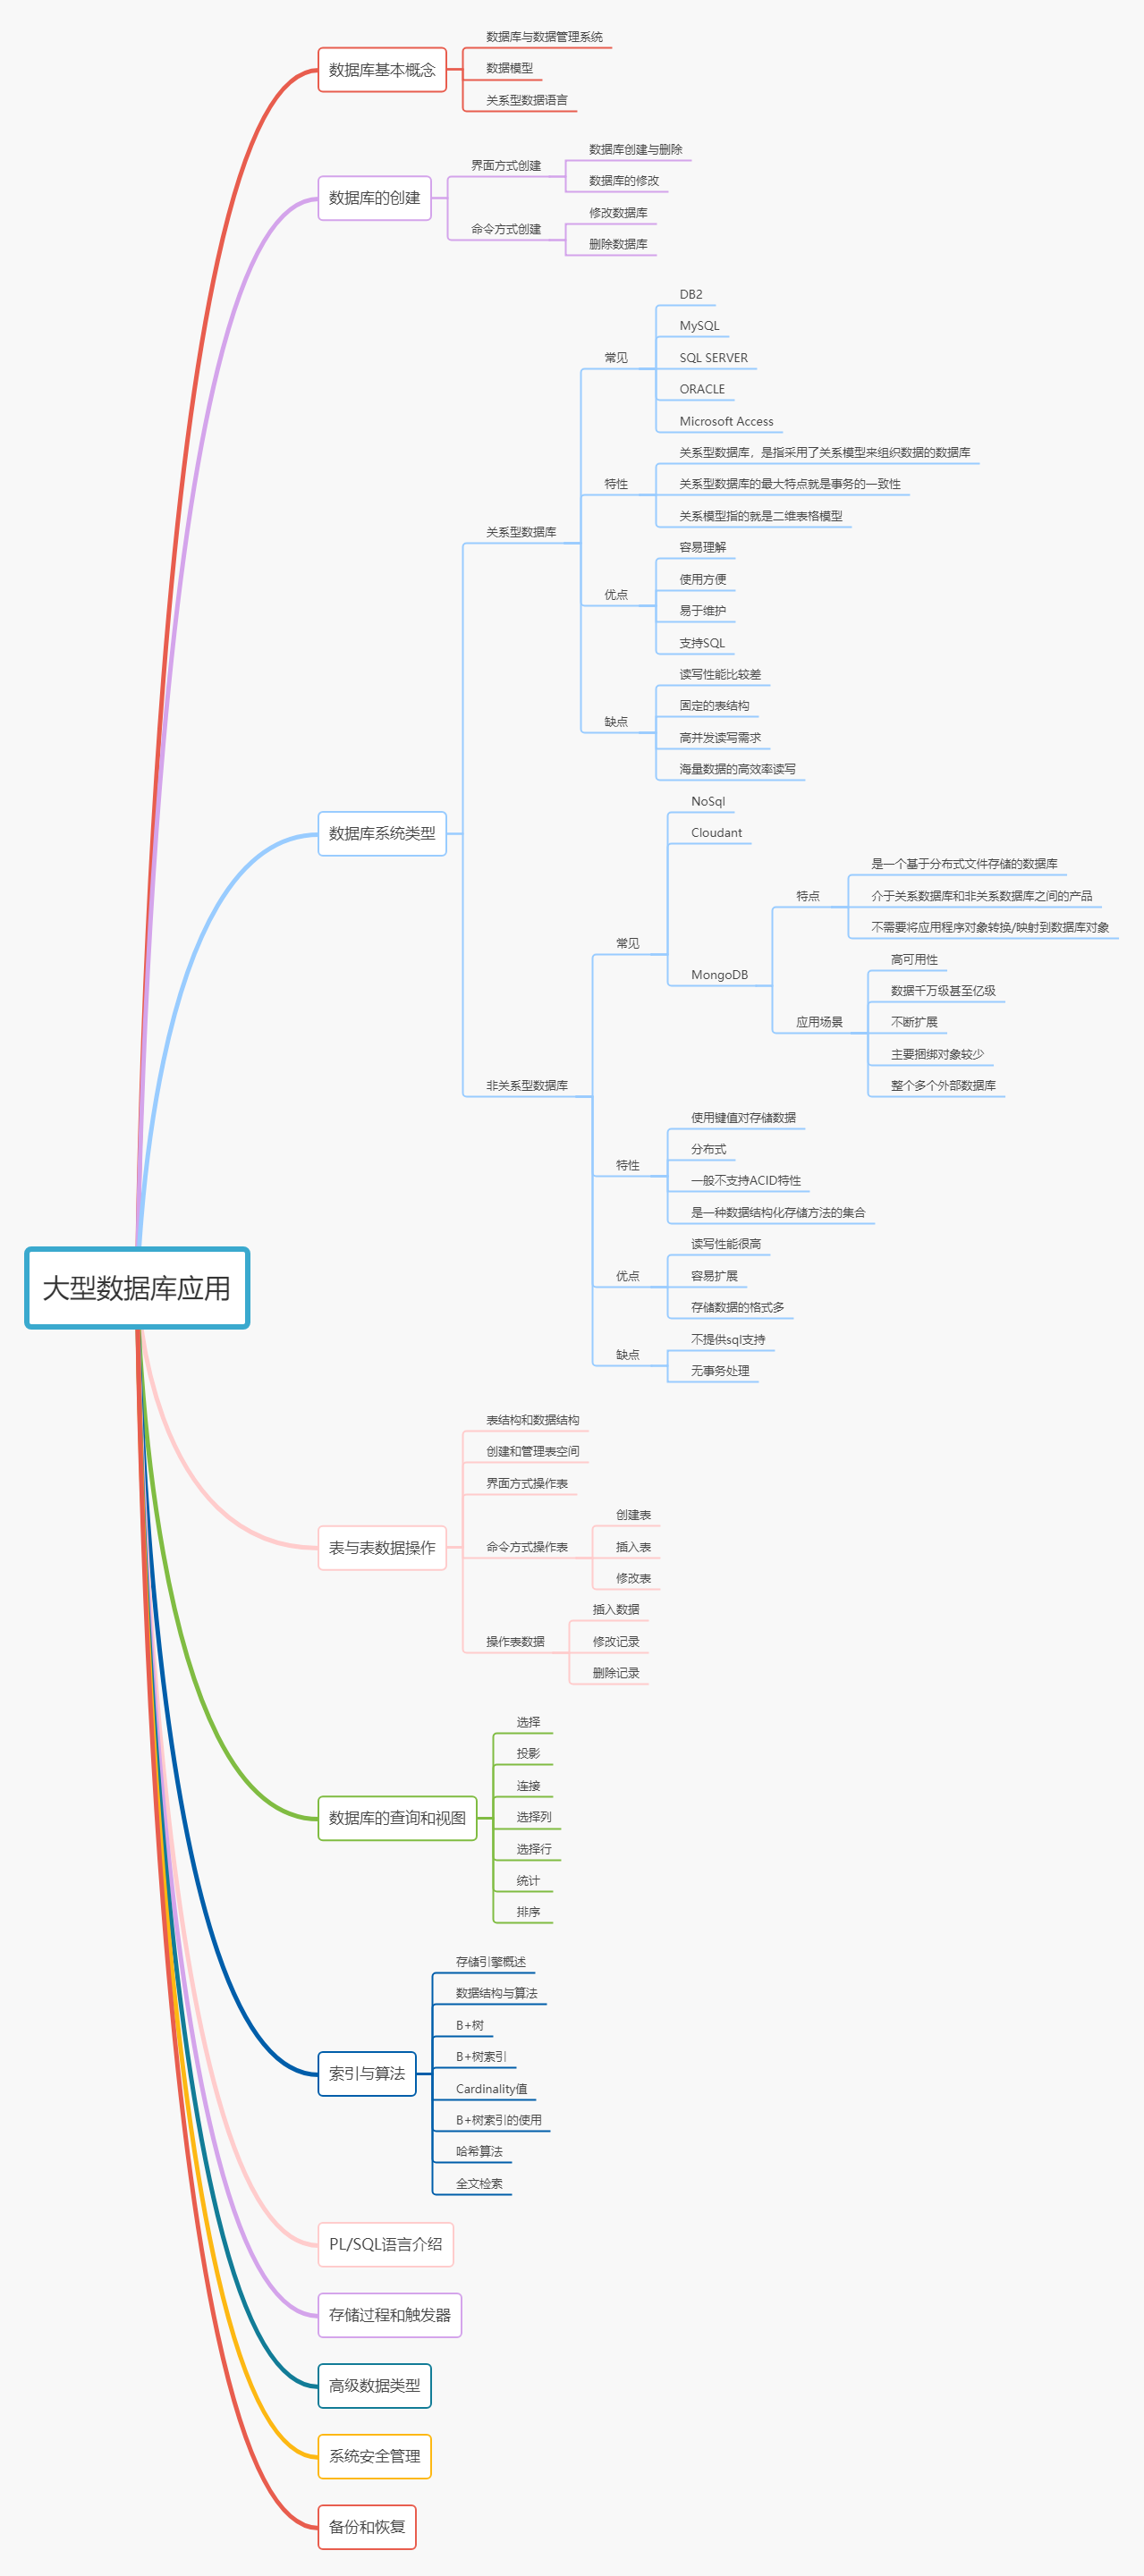 大型数据库应用
数据库基本概念
数据库与数据管理系统
数据模型
关系型数据语言
数据库的创建
界面方式创建
数据库创建与删除
数据库的修改
命令方式创建
修改数据库
删除数据库
数据库系统类型
关系型数据库
常见
DB2
MySQL
SQL SERVER
ORACLE
Microsoft Access
特性
关系型数据库，是指采用了关系模型来组织数据的数据库
关系型数据库的最大特点就是事务的一致性
关系模型指的就是二维表格模型
优点
容易理解
使用方便
易于维护
支持SQL
缺点
读写性能比较差
固定的表结构
高并发读写需求
海量数据的高效率读写
非关系型数据库
常见
NoSql
Cloudant
MongoDB
特点
是一个基于分布式文件存储的数据库
介于关系数据库和非关系数据库之间的产品
不需要将应用程序对象转换/映射到数据库对象
应用场景
高可用性
数据千万级甚至亿级
不断扩展
主要捆绑对象较少
整个多个外部数据库
特性
使用键值对存储数据
分布式
一般不支持ACID特性
是一种数据结构化存储方法的集合
优点
读写性能很高
容易扩展
存储数据的格式多
缺点
不提供sql支持
无事务处理
表与表数据操作
表结构和数据结构
创建和管理表空间
界面方式操作表
命令方式操作表
创建表
插入表
修改表
操作表数据
插入数据
修改记录
删除记录
数据库的查询和视图
选择
投影
连接
选择列
选择行
统计
排序
索引与算法
存储引擎概述
数据结构与算法
B+树
B+树索引
Cardinality值
B+树索引的使用
哈希算法
全文检索
PL/SQL语言介绍
存储过程和触发器
高级数据类型
系统安全管理
备份和恢复